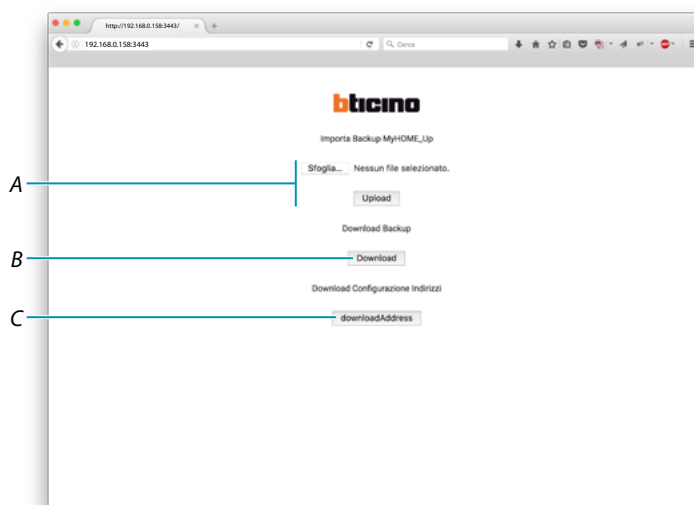 http://192.168.0.158:3443/
192.168.0.158:3443
Cerca
bticino
Importa Backup MyHOME_Up
A
Sfoglia... Nessun file selezionato.
Upload
Download Backup
B
Download
Download Configurazione Indirizzi
C
downloadAddress